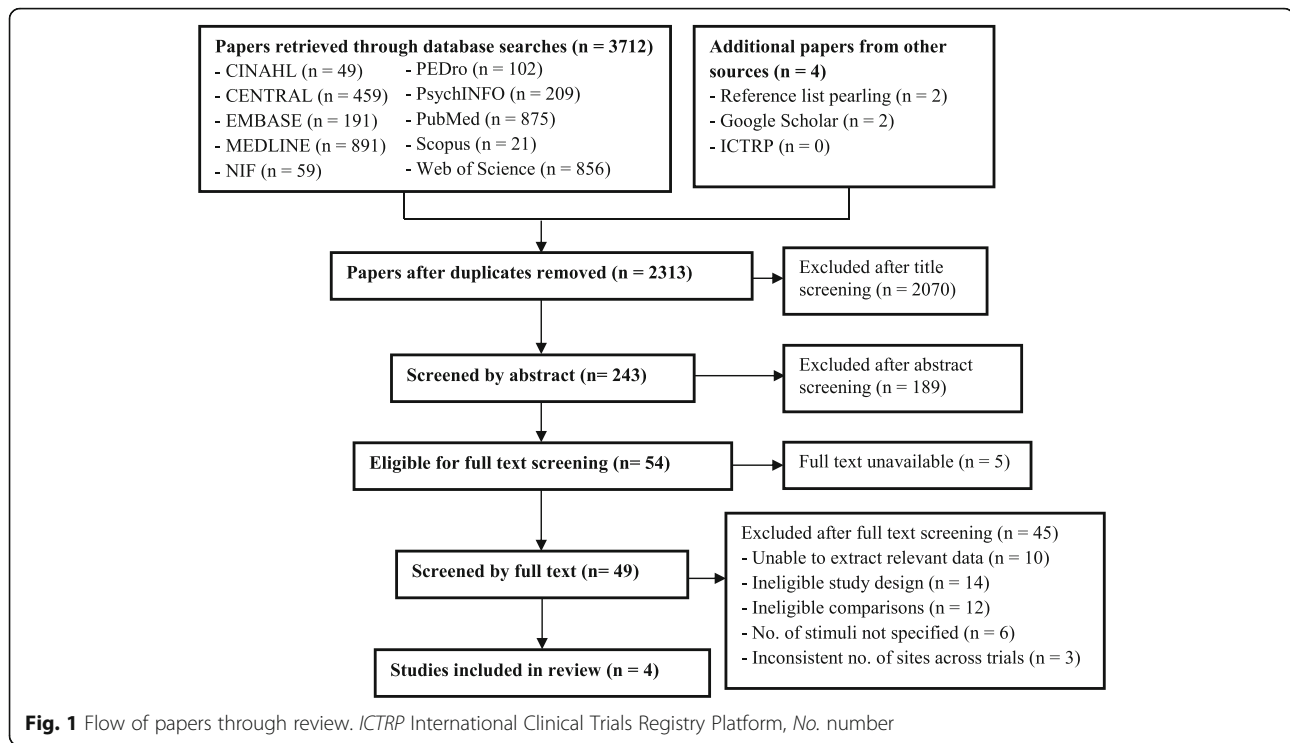 Papers retrieved through database searches (n = 3712)
- CINAHL (n = 49)
- CENTRAL (n = 459)
- EMBASE (n = 191)
- MEDLINE (n = 891)
- NIF (n = 59)
- PEDro (n = 102)
- PsychINFO (n = 209)
- PubMed (n = 875)
- Scopus (n = 21)
- Web of Science (n = 856)
Additional papers from other
sources (n = 4)
- Reference list pearling (n = 2)
- Google Scholar (n = 2)
- ICTRP (n = 0)
Papers after duplicates removed (n = 2313)
Excluded after title
screening (n = 2070)
Screened by abstract (n= 243)
Excluded after abstract
screening (n = 189)
Eligible for full text screening (n= 54)
Full text unavailable (n = 5)
Screened by full text (n= 49)
Excluded after full text screening (n = 45)
- Unable to extract relevant data (n = 10)
- Ineligible study design (n = 14)
- Ineligible comparisons (n = 12)
- No. of stimuli not specified (n = 6)
- Inconsistent no. of sites across trials (n = 3)
Studies included in review (n = 4)
Fig. 1 Flow of papers through review. ICTRP International Clinical Trials Registry Platform, No. number